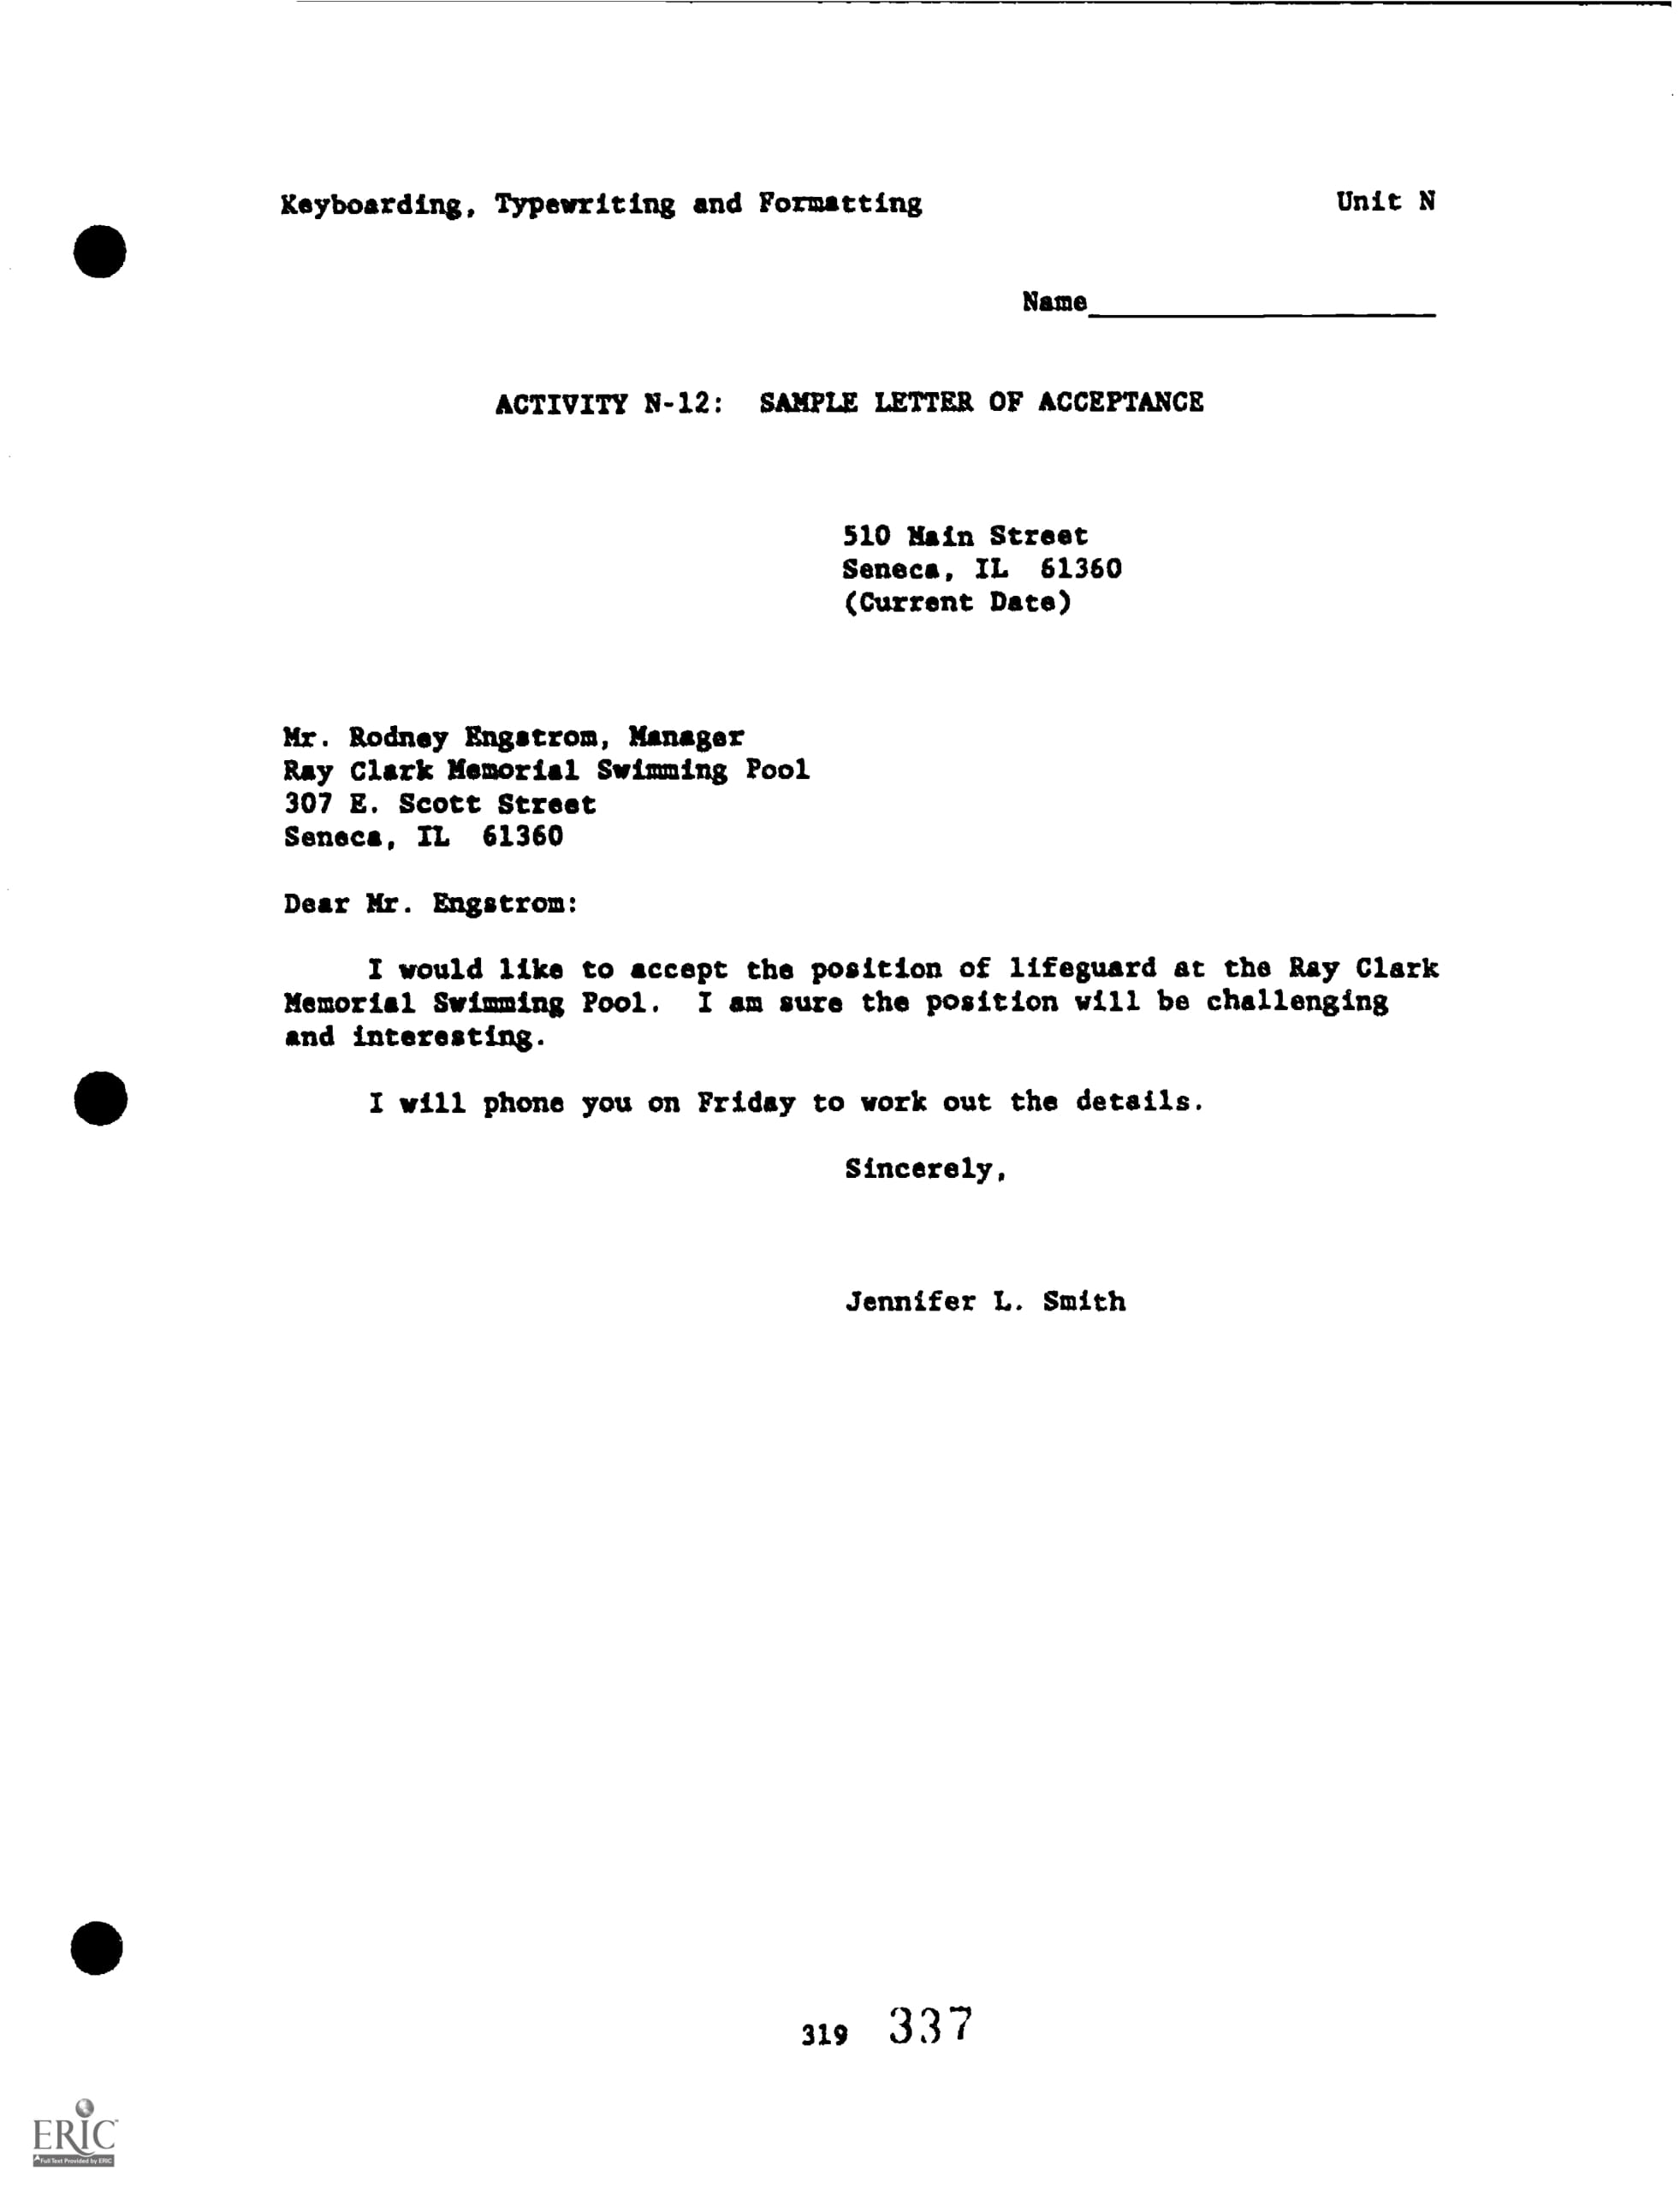 Keyboarding, Typewriting and Formatting Unit N
Name
ACTIVITY N-12: SAMPLE LETTER OF ACCEPTANCE
510 Main Street
Seneca, IL 61360
(Current Date)
Mr. Rodney Engstrom, Manager
Ray Clark Memorial Swimming Pool
307 E. Scott Street
Seneca, IL 61360
Dear Mr. Engstrom:
I would like to accept the position of lifeguard at the Ray Clark
Memorial Swimming Pool. I am sure the position will be challenging
and interesting.
I will phone you on Friday to work out the details.
Sincerely,
Jennifer L. Smith
319 337
ERIC
Full Text Provided by ERIC